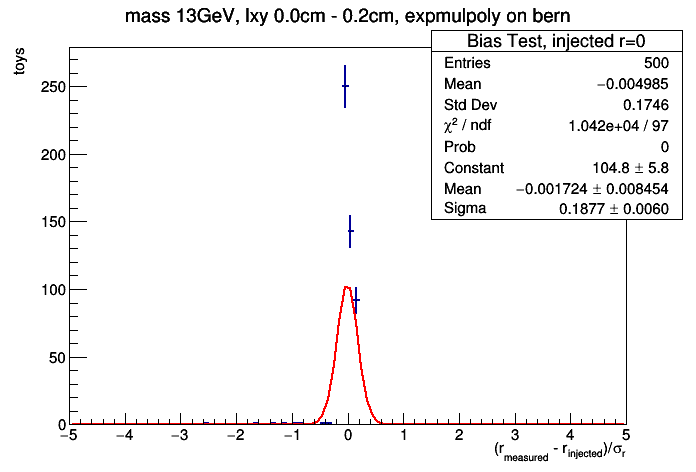 mass 13GeV, lxy 0.0cm - 0.2cm, expmulpoly on bern
Bias Test, injected r=0
Entries 500
Mean −0.004985
Std Dev 0.1746
χ² / ndf 1.042e+04 / 97
Prob 0
Constant 104.8 ± 5.8
Mean −0.001724 ± 0.008454
Sigma 0.1877 ± 0.0060
toys
250
200
150
100
50
0
−5 −4 −3 −2 −1 0 1 2 3 4 5
(r_measured - r_injected)/σ_r